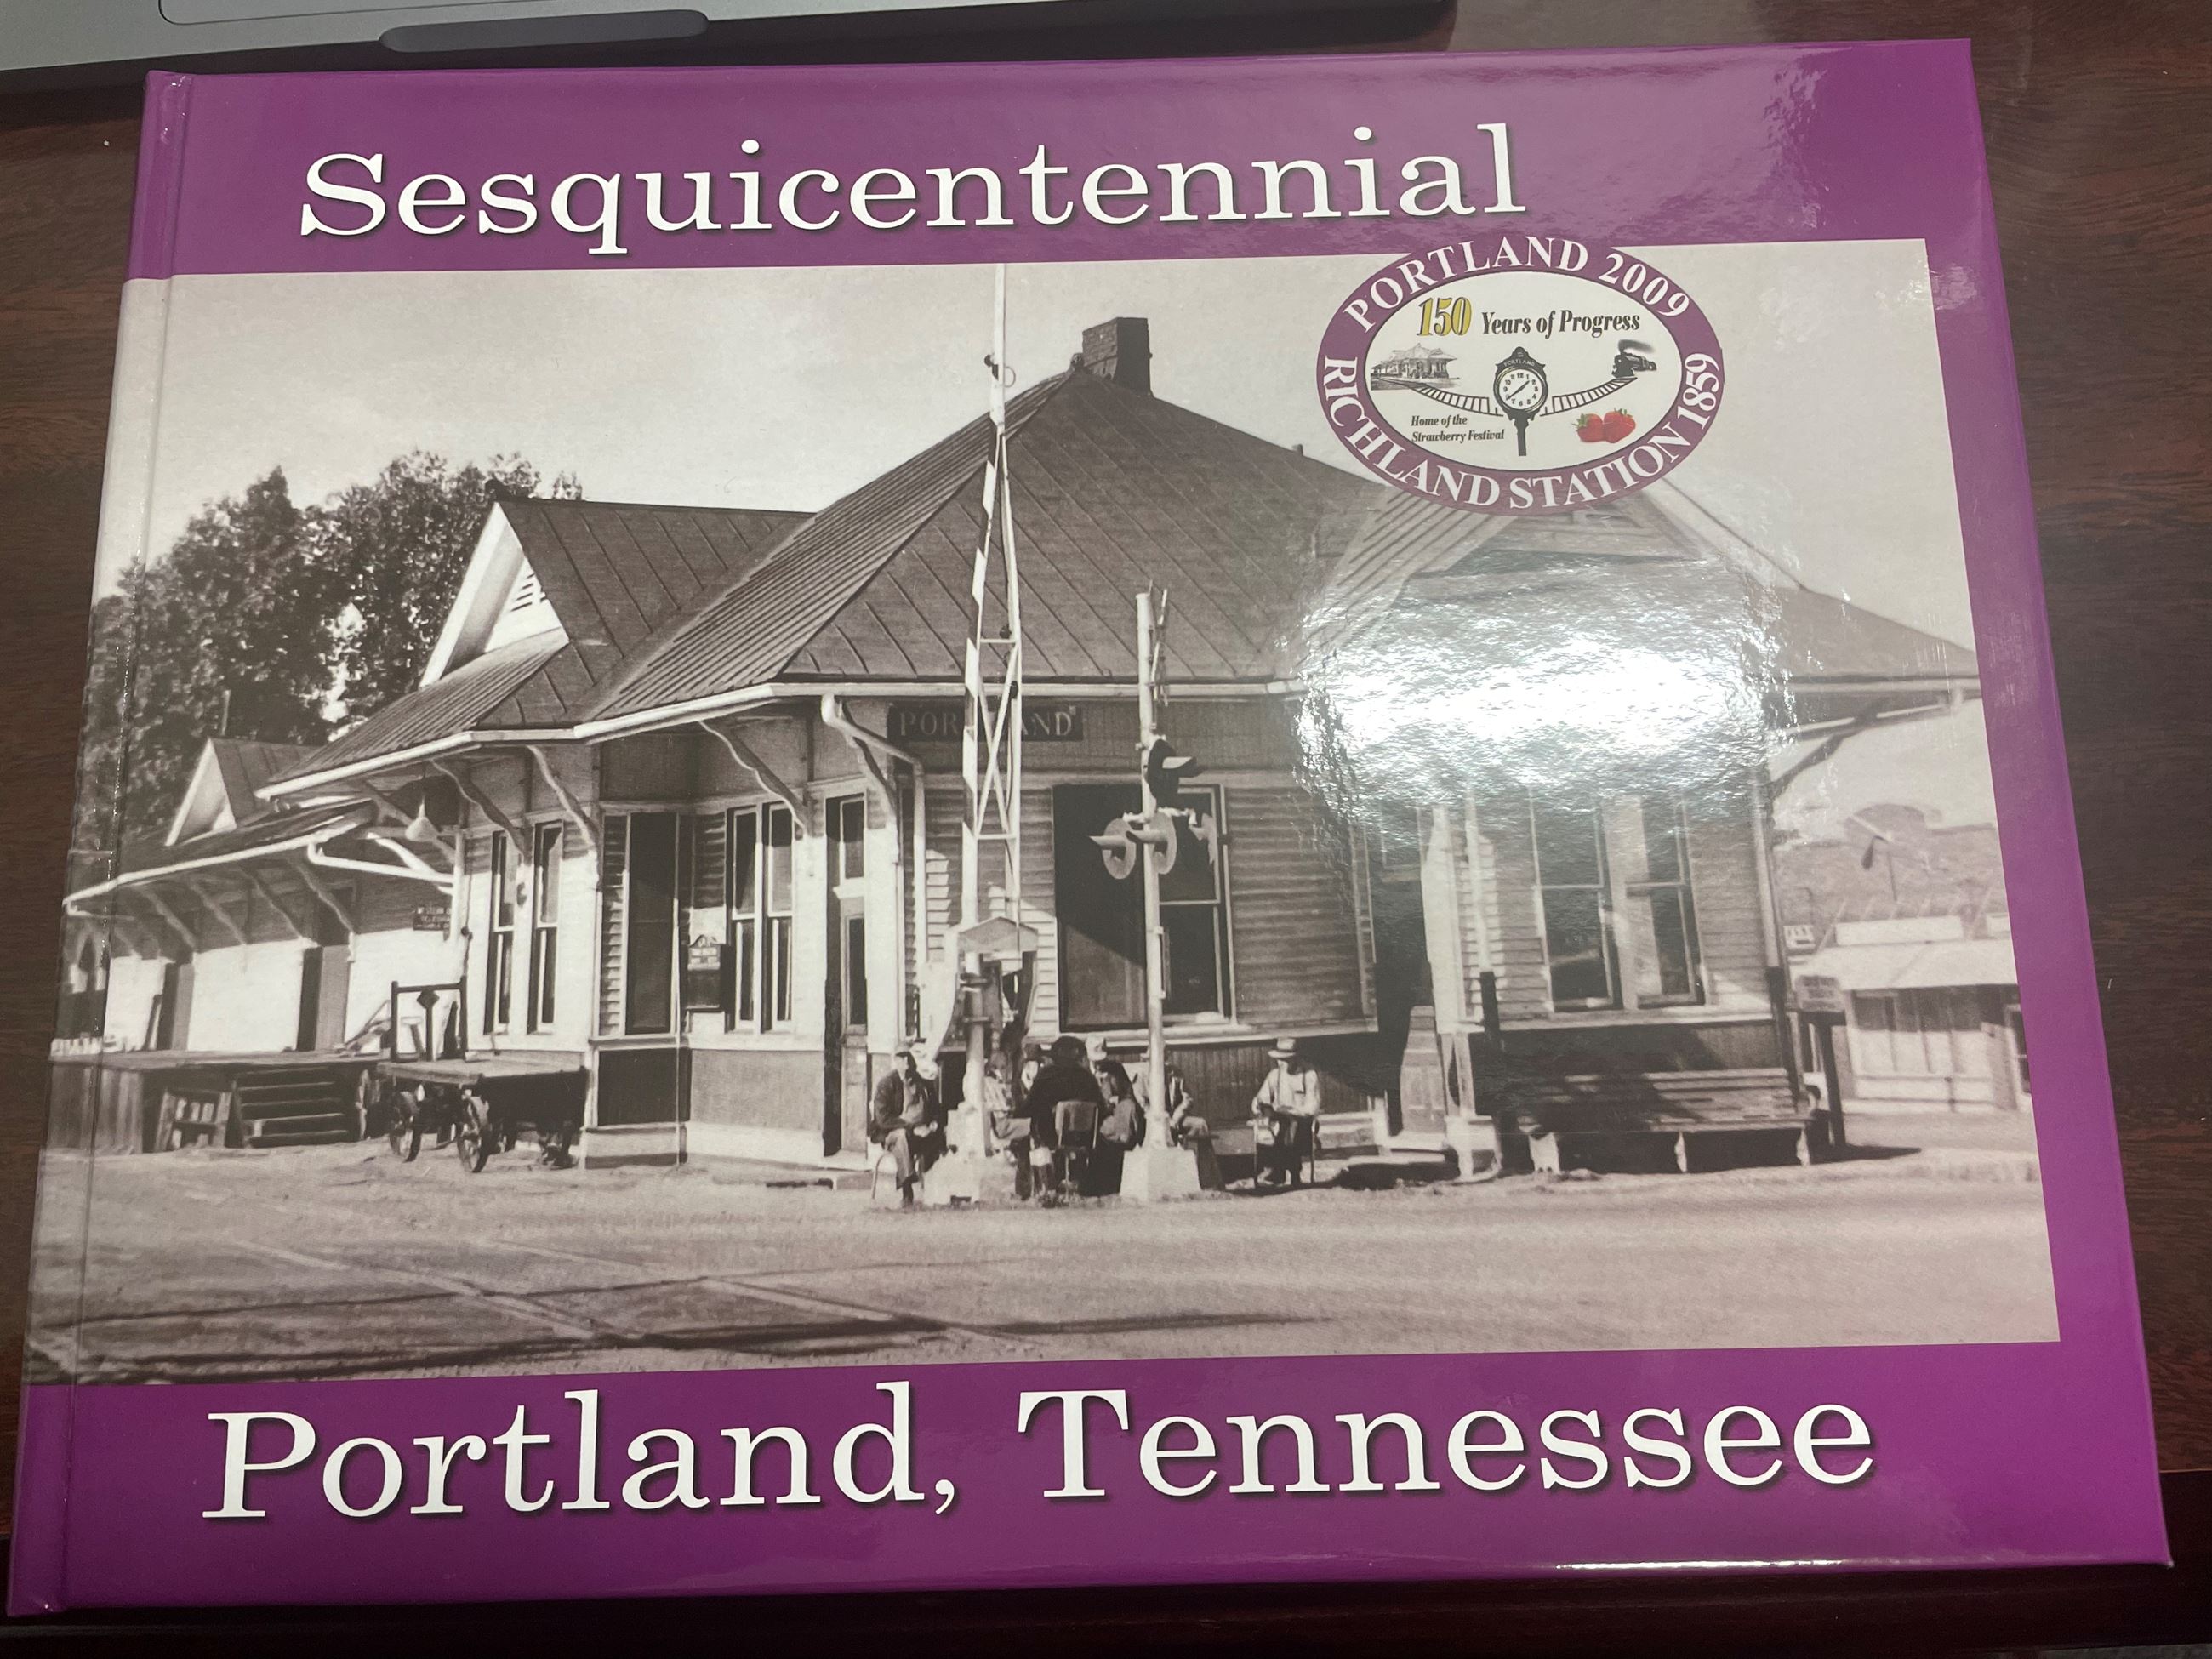 Sesquicentennial
PORTLAND 2009
150 Years of Progress
PORTLAND
Home of the
Strawberry Festival
RICHLAND STATION 1859
PORTLAND
Portland, Tennessee